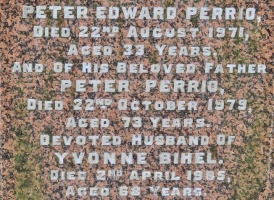 PETER EDWARD PERRIO,
DIED 22ND AUGUST 1971,
AGED 33 YEARS,
AND OF HIS BELOVED FATHER
PETER PERRIO,
DIED 22ND OCTOBER 1979,
AGED 73 YEARS.
DEVOTED HUSBAND OF
YVONNE BIHEL.
DIED 2ND APRIL 1985,
AGED 68 YEARS.